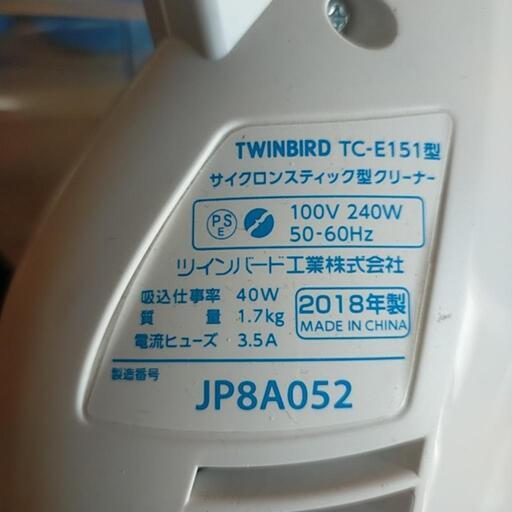 TWINBIRD TC-E151型
サイクロンスティック型クリーナー
PS E 100V 240W
50-60Hz
ツインバード工業株式会社
吸込仕事率 40W
質量 1.7kg
電流ヒューズ 3.5A
2018年製
MADE IN CHINA
製造番号
JP8A052